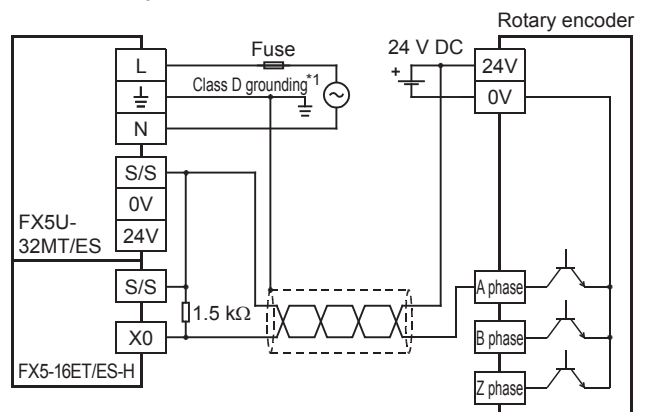 Rotary encoder
Fuse
24 V DC
L
Class D grounding*1
+
24V
0V
N
S/S
0V
24V
FX5U-
32MT/ES
S/S
1.5 kΩ
X0
FX5-16ET/ES-H
A phase
B phase
Z phase